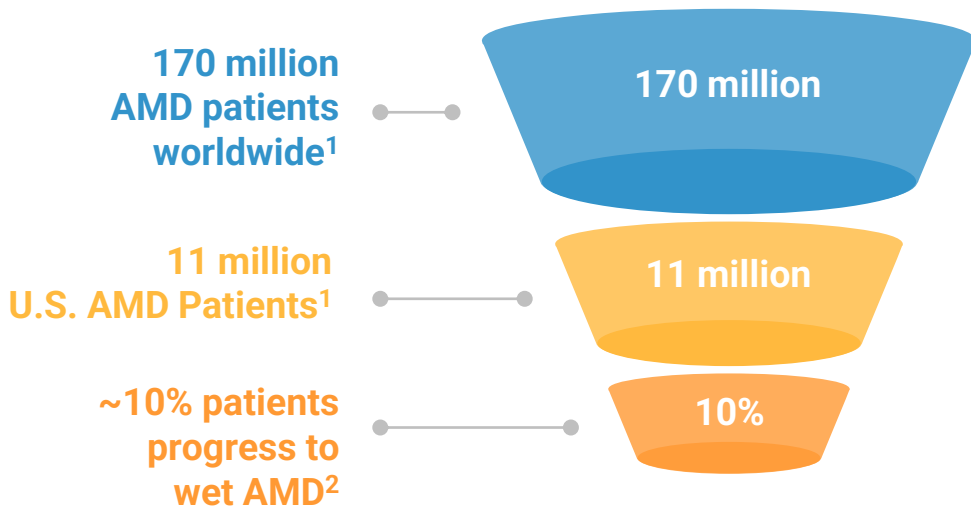 170 million
AMD patients
worldwide¹
170 million
11 million
U.S. AMD Patients¹
11 million
~10% patients
progress to
wet AMD²
10%